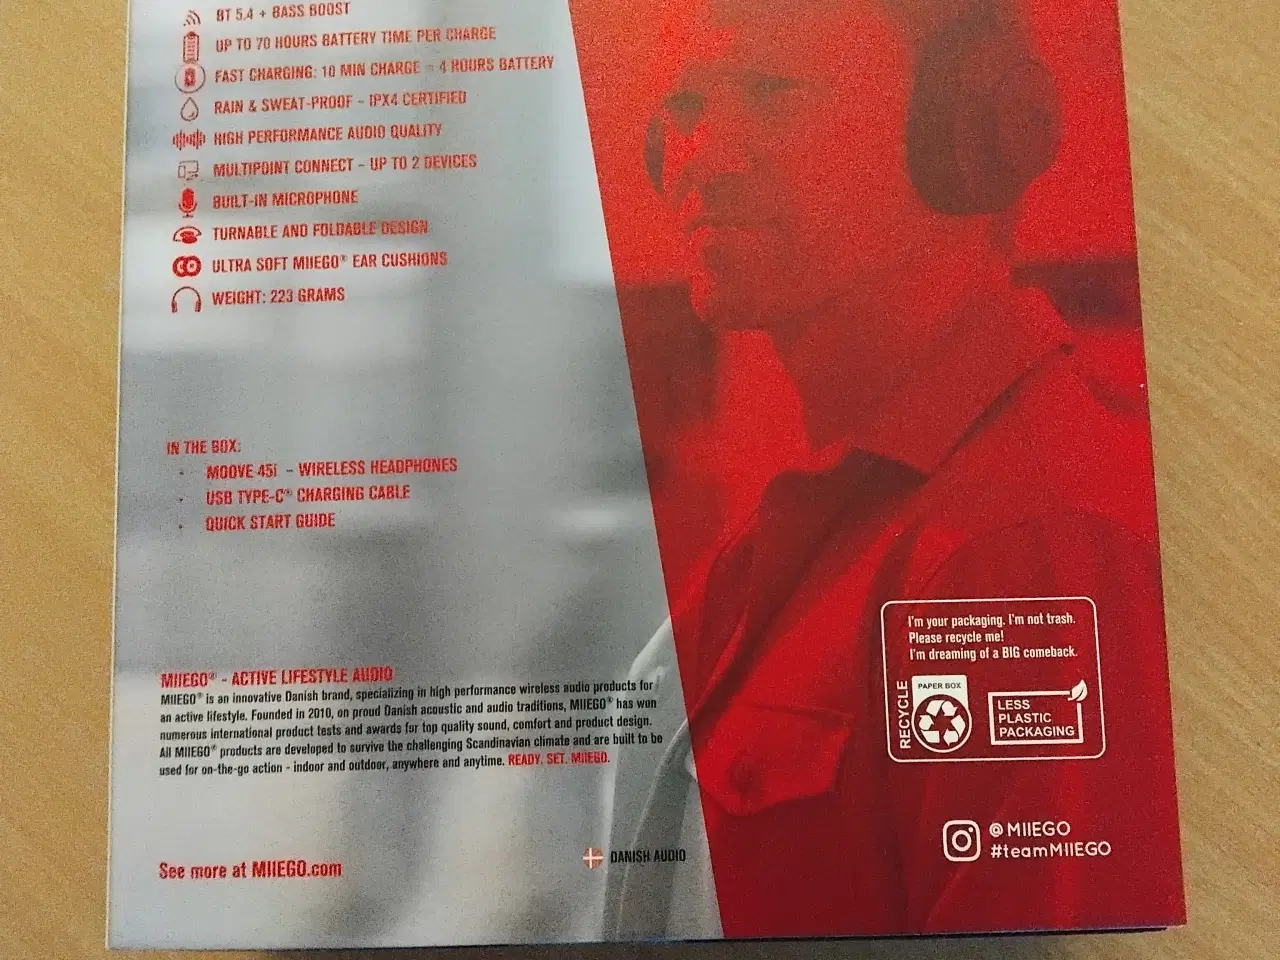 BT 5.4 + BASS BOOST
UP TO 70 HOURS BATTERY TIME PER CHARGE
FAST CHARGING: 10 MIN CHARGE = 4 HOURS BATTERY
RAIN & SWEAT-PROOF - IPX4 CERTIFIED
HIGH PERFORMANCE AUDIO QUALITY
MULTIPOINT CONNECT - UP TO 2 DEVICES
BUILT-IN MICROPHONE
TURNABLE AND FOLDABLE DESIGN
ULTRA SOFT MIIEGO® EAR CUSHIONS
WEIGHT: 223 GRAMS
IN THE BOX:
· MOOVE 45i - WIRELESS HEADPHONES
· USB TYPE-C® CHARGING CABLE
· QUICK START GUIDE
MIIEGO® - ACTIVE LIFESTYLE AUDIO
MIIEGO® is an innovative Danish brand, specializing in high performance wireless audio products for
an active lifestyle. Founded in 2010, on proud Danish acoustic and audio traditions, MIIEGO® has won
numerous international product tests and awards for top quality sound, comfort and product design.
All MIIEGO® products are developed to survive the challenging Scandinavian climate and are built to be
used for on-the-go action - indoor and outdoor, anywhere and anytime. READY. SET. MIIEGO.
See more at MIIEGO.com
DANISH AUDIO
I'm your packaging. I'm not trash.
Please recycle me!
I'm dreaming of a BIG comeback.
RECYCLE
PAPER BOX
LESS
PLASTIC
PACKAGING
@MIIEGO
#teamMIIEGO